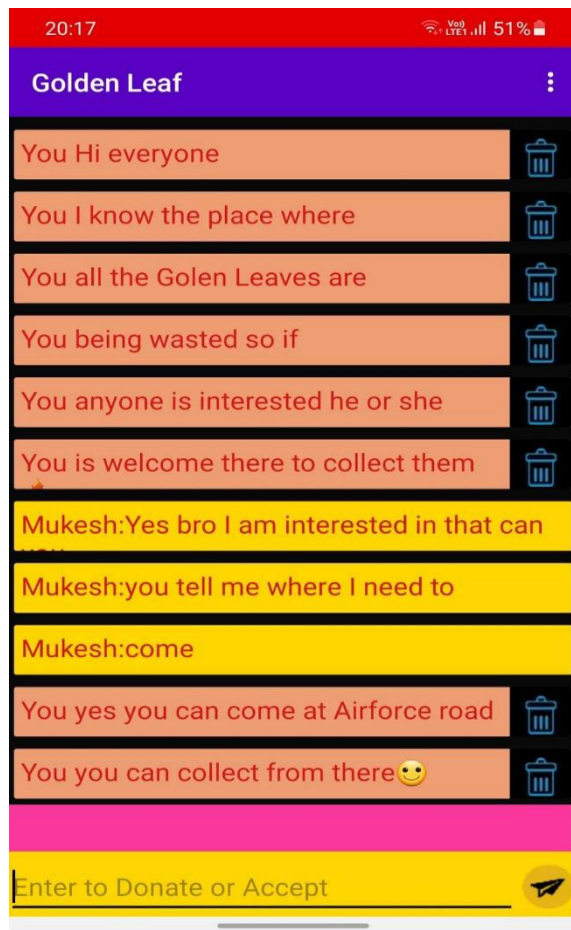 20:17 Vo) LTE1 51%
Golden Leaf
You Hi everyone
You I know the place where
You all the Golen Leaves are
You being wasted so if
You anyone is interested he or she
You is welcome there to collect them
Mukesh:Yes bro I am interested in that can
you
Mukesh:you tell me where I need to
Mukesh:come
You yes you can come at Airforce road
You you can collect from there🙂
Enter to Donate or Accept